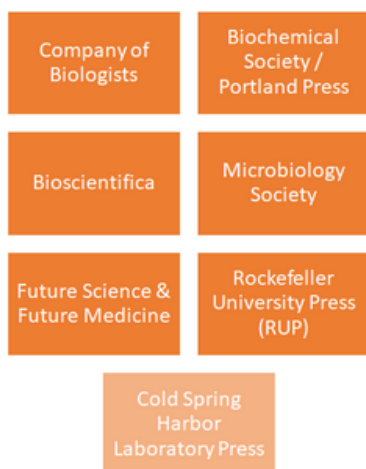 Company of
Biologists
Biochemical
Society /
Portland Press
Bioscientifica
Microbiology
Society
Future Science &
Future Medicine
Rockefeller
University Press
(RUP)
Cold Spring
Harbor
Laboratory Press